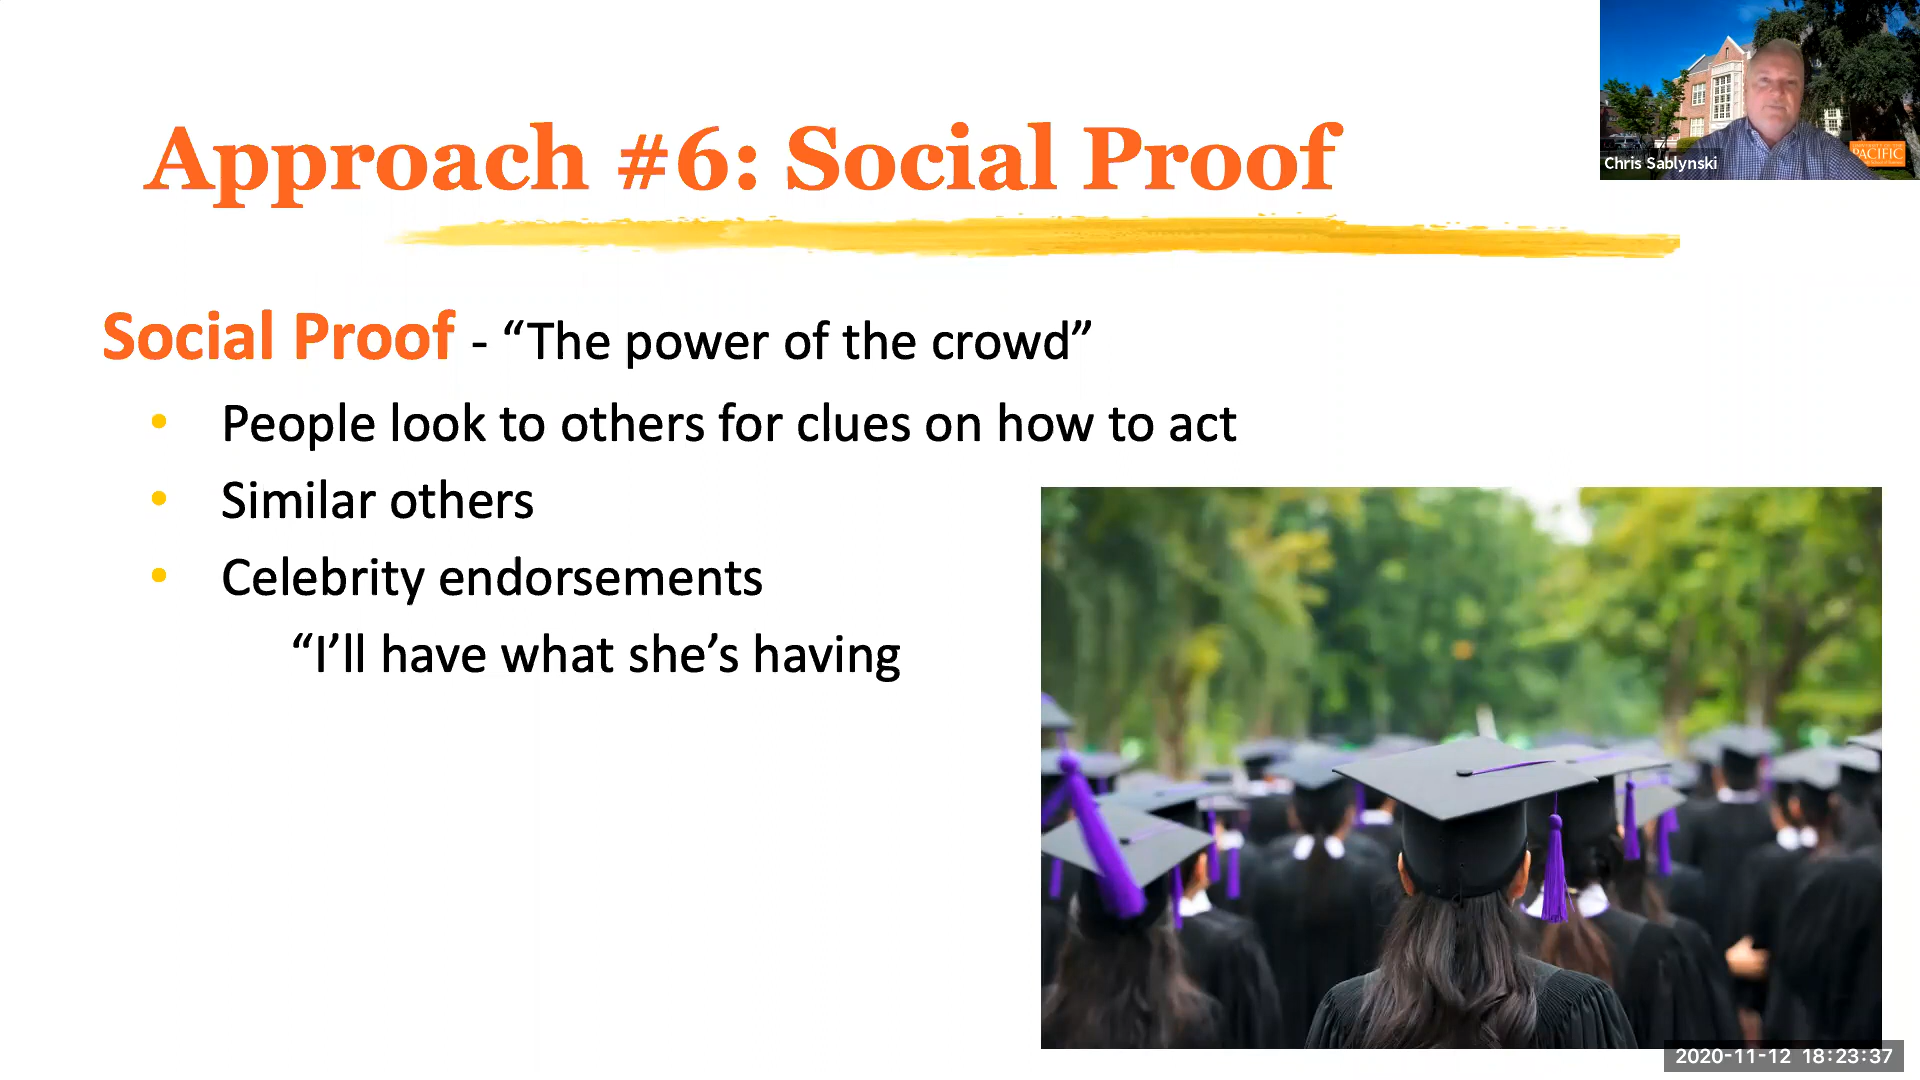 Approach #6: Social Proof
Chris Sablynski
PACIFIC
Social Proof - “The power of the crowd”
• People look to others for clues on how to act
• Similar others
• Celebrity endorsements
“I’ll have what she’s having
2020-11-12 18:23:37